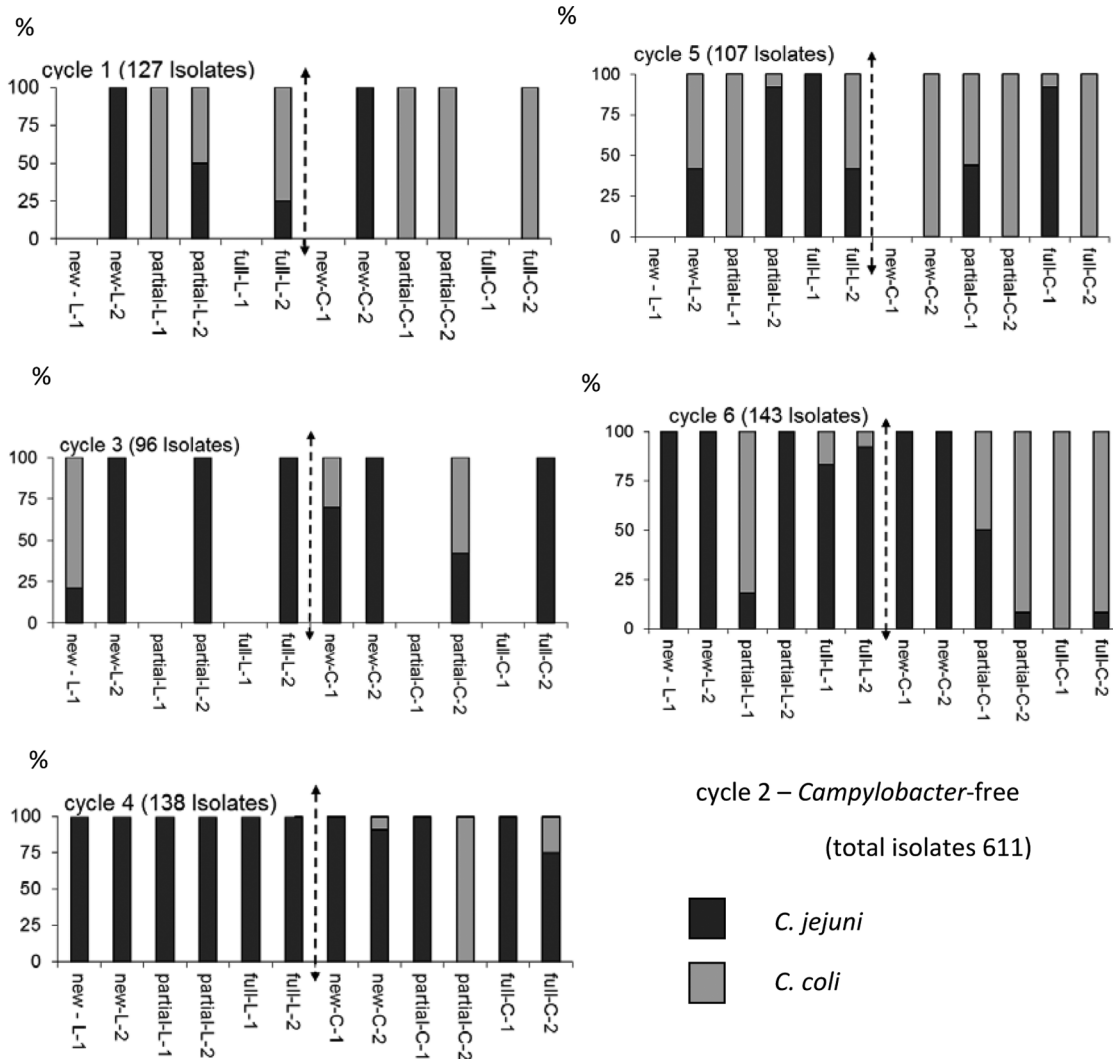 %
cycle 1 (127 Isolates)
100
75
50
25
0
new - L-1
new-L-2
partial-L-1
partial-L-2
full-L-1
full-L-2
new-C-1
new-C-2
partial-C-1
partial-C-2
full-C-1
full-C-2
%
cycle 5 (107 Isolates)
100
75
50
25
0
new - L-1
new-L-2
partial-L-1
partial-L-2
full-L-1
full-L-2
new-C-1
new-C-2
partial-C-1
partial-C-2
full-C-1
full-C-2
%
cycle 3 (96 Isolates)
100
75
50
25
0
new - L-1
new-L-2
partial-L-1
partial-L-2
full-L-1
full-L-2
new-C-1
new-C-2
partial-C-1
partial-C-2
full-C-1
full-C-2
%
cycle 6 (143 Isolates)
100
75
50
25
0
new - L-1
new-L-2
partial-L-1
partial-L-2
full-L-1
full-L-2
new-C-1
new-C-2
partial-C-1
partial-C-2
full-C-1
full-C-2
%
cycle 4 (138 Isolates)
100
75
50
25
0
new - L-1
new-L-2
partial-L-1
partial-L-2
full-L-1
full-L-2
new-C-1
new-C-2
partial-C-1
partial-C-2
full-C-1
full-C-2
cycle 2 – Campylobacter-free
(total isolates 611)
C. jejuni
C. coli